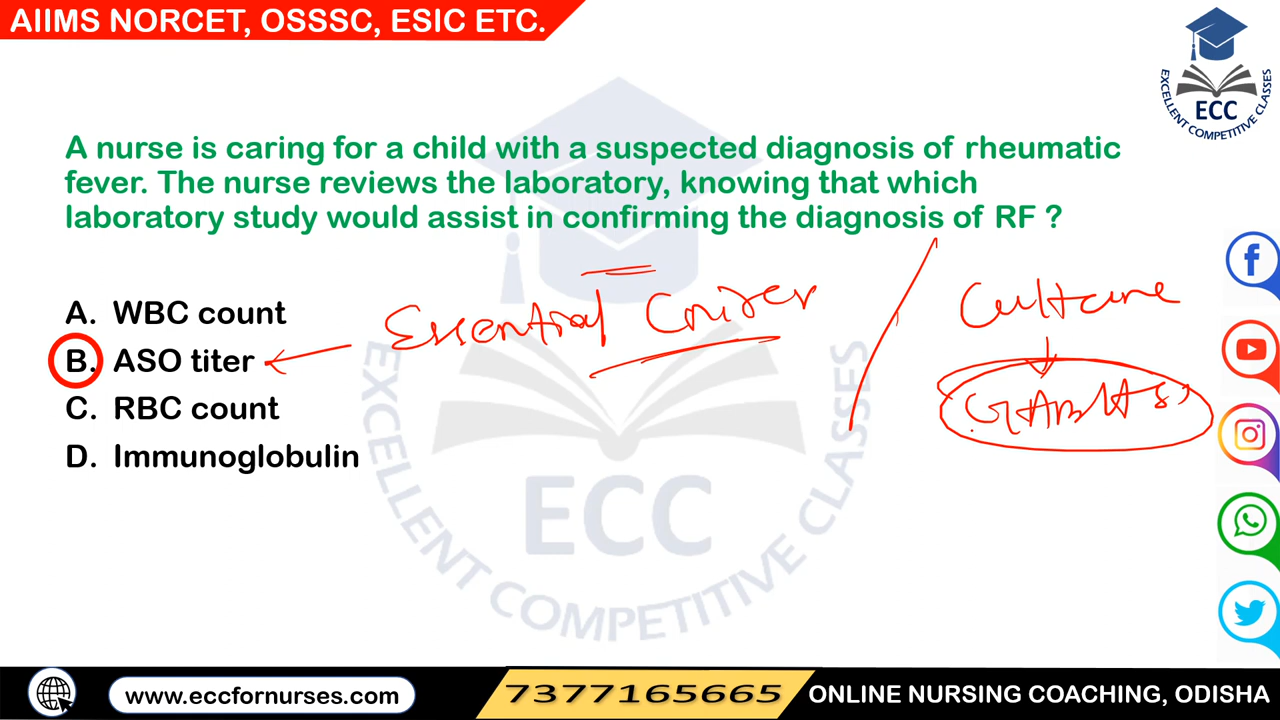 AIIMS NORCET, OSSSC, ESIC ETC.
EXCELLENT COMPETITIVE CLASSES
ECC
A nurse is caring for a child with a suspected diagnosis of rheumatic
fever. The nurse reviews the laboratory, knowing that which
laboratory study would assist in confirming the diagnosis of RF ?
A. WBC count
B. ASO titer
C. RBC count
D. Immunoglobulin
Essential
Culture
EXCELLENT COMPETITIVE CLASSES
ECC
www.eccfornurses.com
7377165665
ONLINE NURSING COACHING, ODISHA